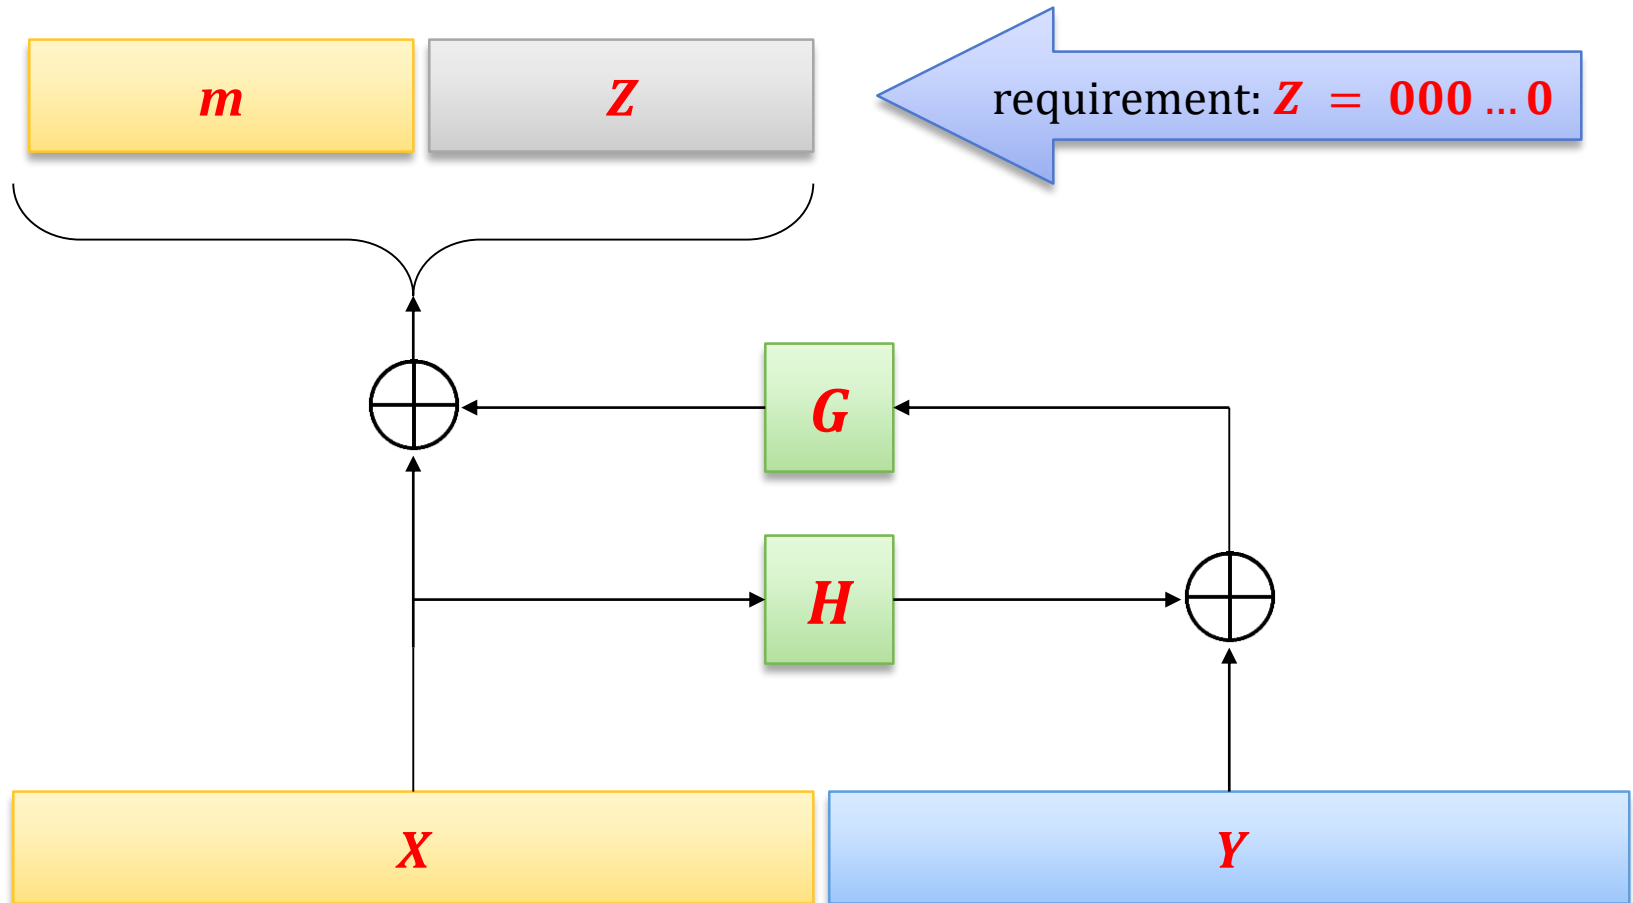 m
Z
requirement: Z = 000 ... 0
G
H
X
Y